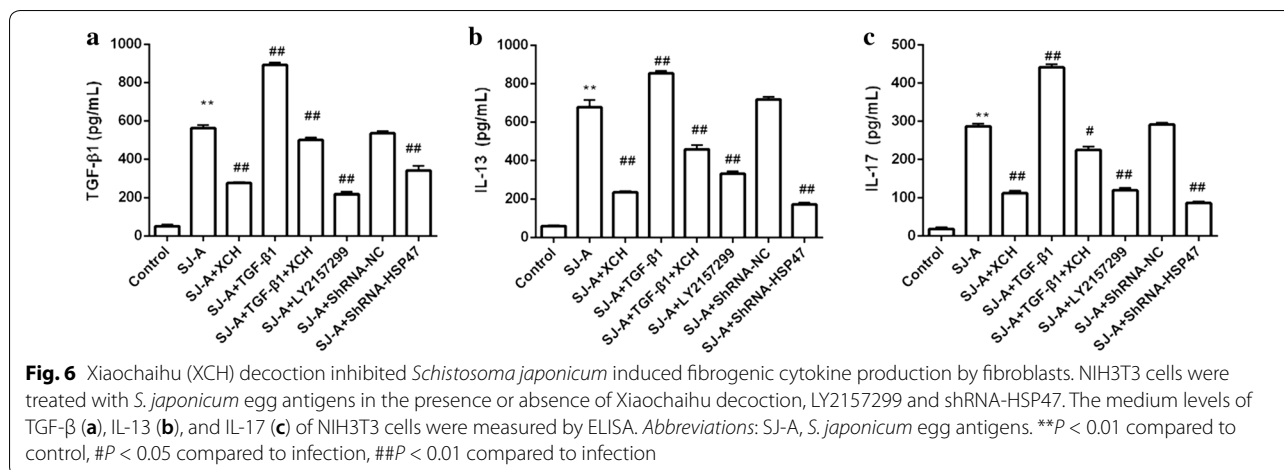 a
TGF-β1 (pg/mL)
1000
800
600
400
200
0
**
##
##
##
##
##
Control
SJ-A
SJ-A+XCH
SJ-A+TGF-β1
SJ-A+TGF-β1+XCH
SJ-A+LY2157299
SJ-A+ShRNA-NC
SJ-A+ShRNA-HSP47
b
IL-13 (pg/mL)
1000
800
600
400
200
0
**
##
##
##
##
##
Control
SJ-A
SJ-A+XCH
SJ-A+TGF-β1
SJ-A+TGF-β1+XCH
SJ-A+LY2157299
SJ-A+ShRNA-NC
SJ-A+ShRNA-HSP47
c
IL-17 (pg/mL)
500
400
300
200
100
0
**
##
##
#
##
##
Control
SJ-A
SJ-A+XCH
SJ-A+TGF-β1
SJ-A+TGF-β1+XCH
SJ-A+LY2157299
SJ-A+ShRNA-NC
SJ-A+ShRNA-HSP47
Fig. 6 Xiaochaihu (XCH) decoction inhibited Schistosoma japonicum induced fibrogenic cytokine production by fibroblasts. NIH3T3 cells were
treated with S. japonicum egg antigens in the presence or absence of Xiaochaihu decoction, LY2157299 and shRNA-HSP47. The medium levels of
TGF-β (a), IL-13 (b), and IL-17 (c) of NIH3T3 cells were measured by ELISA. Abbreviations: SJ-A, S. japonicum egg antigens. **P < 0.01 compared to
control, #P < 0.05 compared to infection, ##P < 0.01 compared to infection